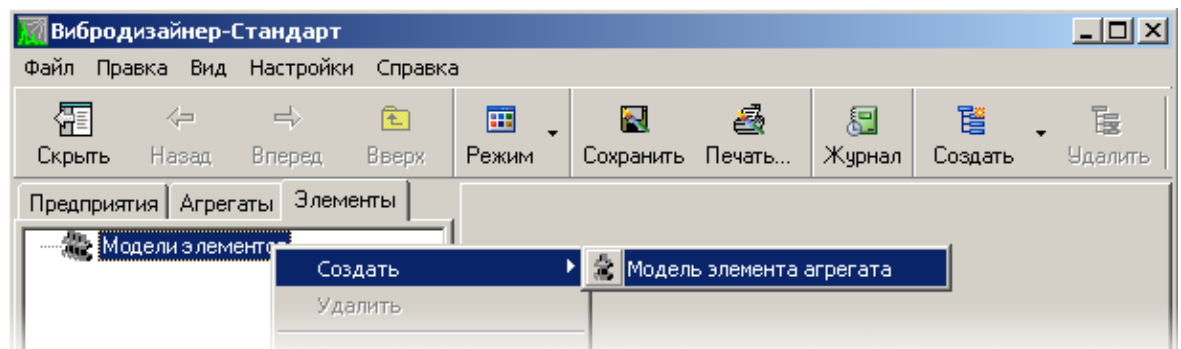 Вибродизайнер-Стандарт
Файл Правка Вид Настройки Справка
Скрыть Назад Вперед Вверх Режим Сохранить Печать... Журнал Создать Удалить
Предприятия Агрегаты Элементы
Модели элементов
Создать Модель элемента агрегата
Удалить